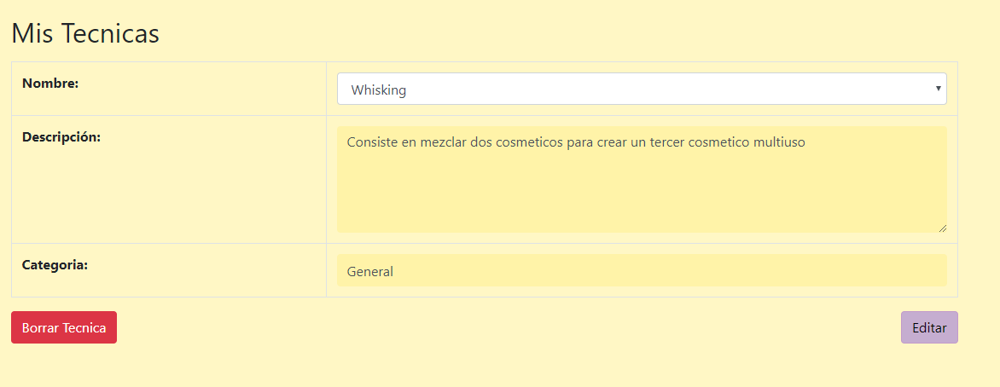 Mis Tecnicas
Nombre: Whisking
Descripción: Consiste en mezclar dos cosmeticos para crear un tercer cosmetico multiuso
Categoria: General
Borrar Tecnica Editar